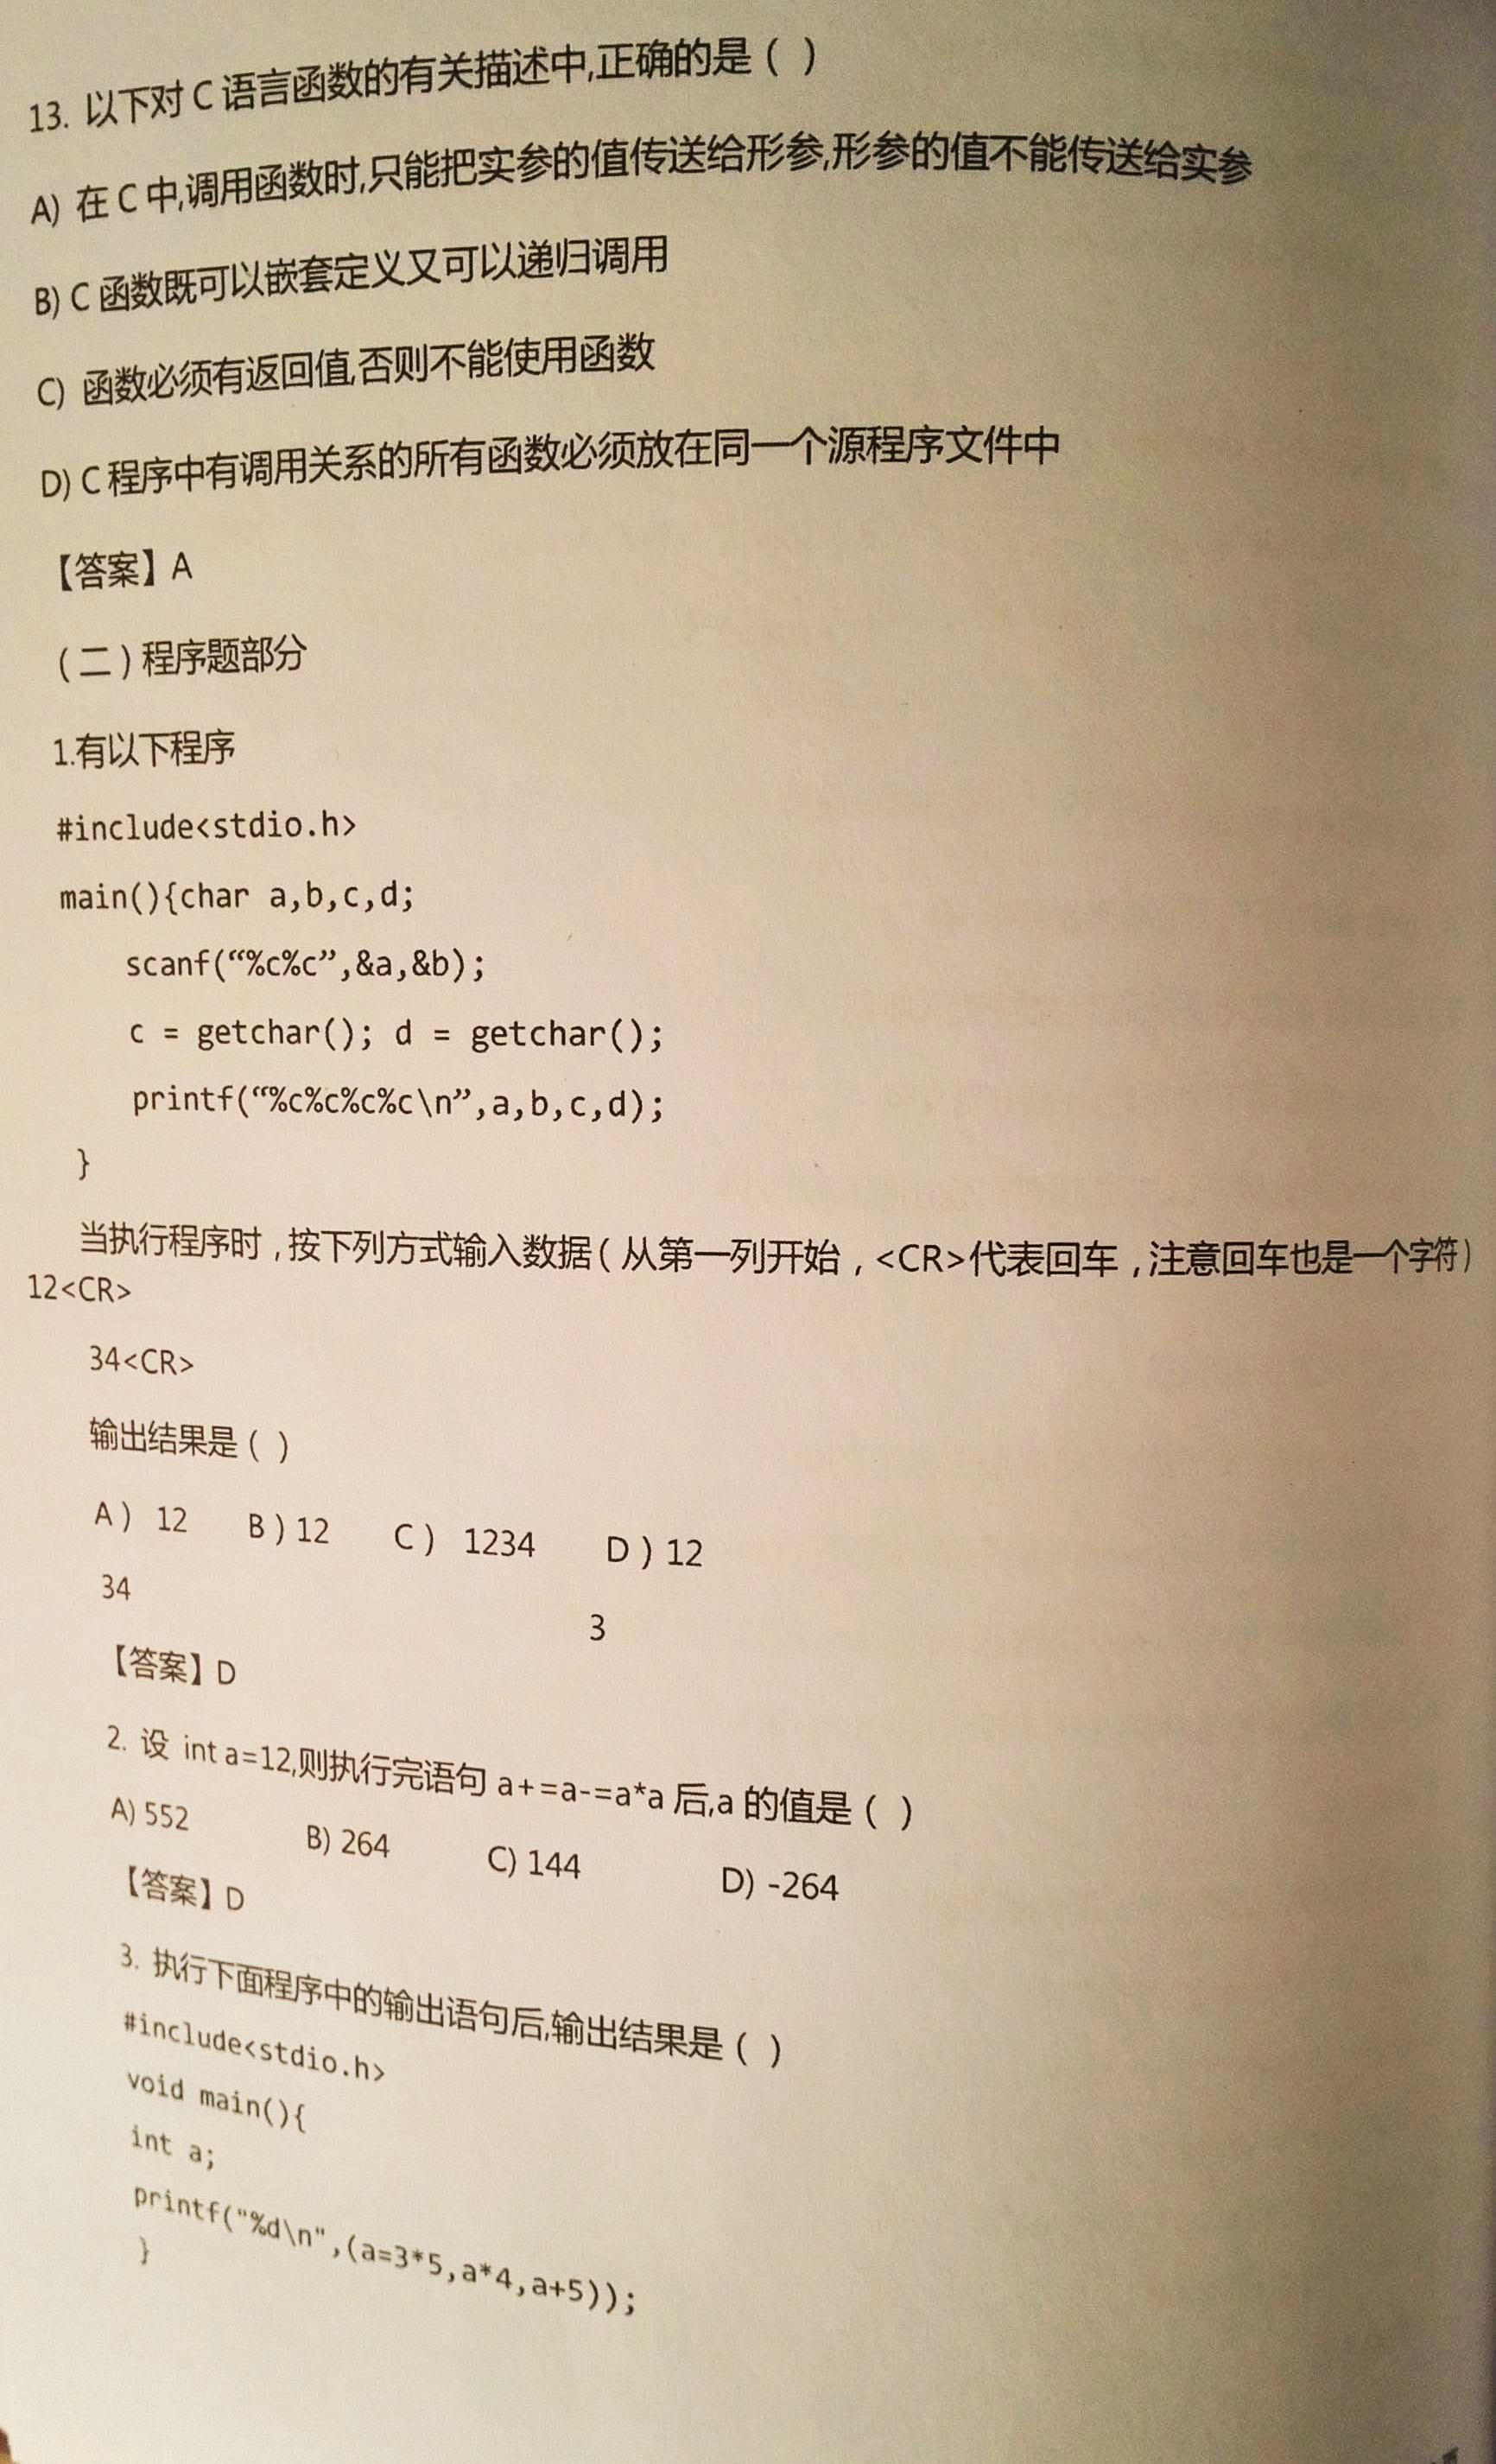 13. 以下对 C 语言函数的有关描述中,正确的是 ( )
A) 在 C 中,调用函数时,只能把实参的值传送给形参,形参的值不能传送给实参
B) C 函数既可以嵌套定义又可以递归调用
C) 函数必须有返回值,否则不能使用函数
D) C 程序中有调用关系的所有函数必须放在同一个源程序文件中
【答案】A
(二)程序题部分
1.有以下程序
#include<stdio.h>
main(){char a,b,c,d;
scanf(“%c%c”,&a,&b);
c = getchar(); d = getchar();
printf(“%c%c%c%c\n”,a,b,c,d);
}
当执行程序时,按下列方式输入数据(从第一列开始,<CR>代表回车,注意回车也是一个字符)
12<CR>
34<CR>
输出结果是 ( )
A) 12 B)12 C) 1234 D)12
34
3
【答案】D
2. 设 int a=12,则执行完语句 a+=a-=a*a 后,a 的值是 ( )
A) 552 B) 264 C) 144 D) -264
【答案】D
3. 执行下面程序中的输出语句后,输出结果是 ( )
#include<stdio.h>
void main(){
int a;
printf("%d\n",(a=3*5,a*4,a+5));
}